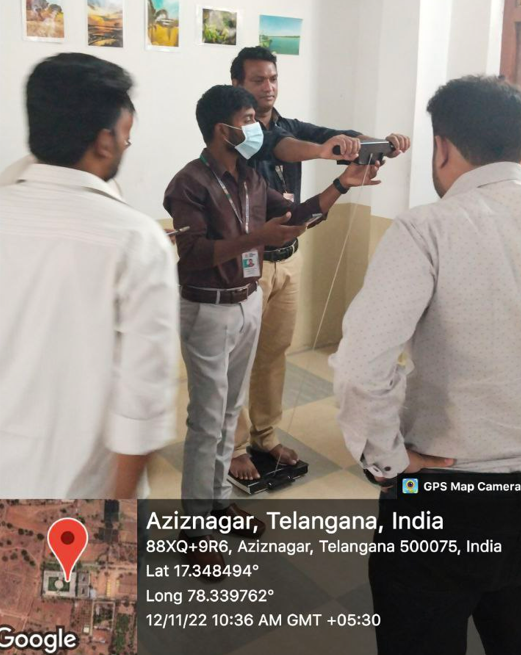 GPS Map Camera
Aziznagar, Telangana, India
88XQ+9R6, Aziznagar, Telangana 500075, India
Lat 17.348494°
Long 78.339762°
12/11/22 10:36 AM GMT +05:30
Google